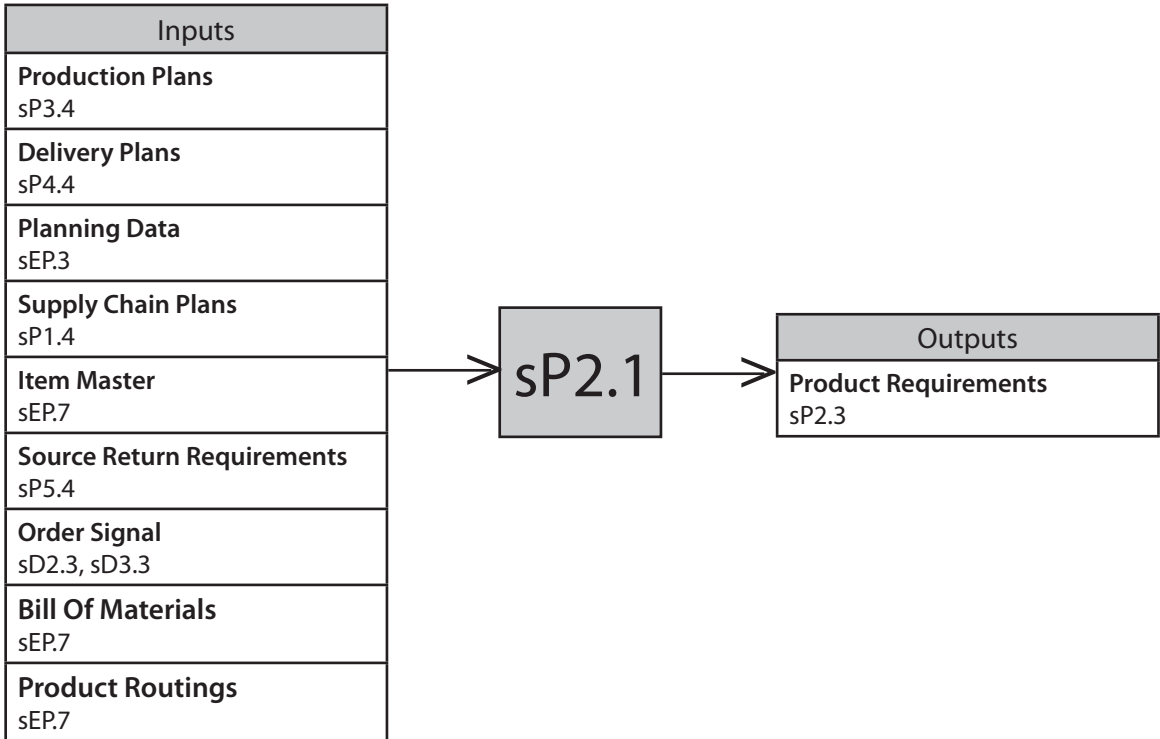 Inputs
Production Plans
sP3.4
Delivery Plans
sP4.4
Planning Data
sEP.3
Supply Chain Plans
sP1.4
Item Master
sEP.7
Source Return Requirements
sP5.4
Order Signal
sD2.3, sD3.3
Bill Of Materials
sEP.7
Product Routings
sEP.7
sP2.1
Outputs
Product Requirements
sP2.3